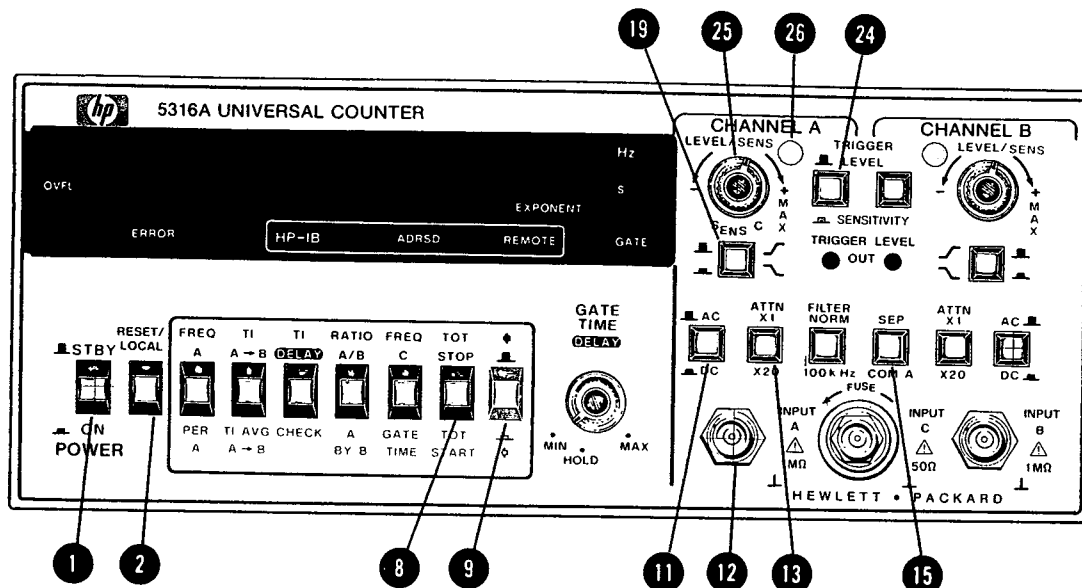 19 25 26 24
hp 5316A UNIVERSAL COUNTER
CHANNEL A CHANNEL B
LEVEL/SENS TRIGGER LEVEL LEVEL/SENS
Hz
OVFL S
- + MAX - + MAX
EXPONENT
SENS C SENSITIVITY
ERROR HP-IB ADRSD REMOTE GATE
TRIGGER LEVEL
OUT
GATE TIME
DELAY
AC ATTN X1 FILTER NORM SEP ATTN X1 AC
DC X20 100kHz COM A X20 DC
STBY RESET/LOCAL
FREQ A TI A→B TI DELAY RATIO A/B FREQ C TOT STOP
ON
POWER
PER A TI AVG A→B CHECK A BY B GATE TIME TOT START
MIN HOLD MAX
FUSE
INPUT A MΩ INPUT C 50Ω INPUT B 1MΩ
HEWLETT • PACKARD
1 2 8 9 11 12 13 15